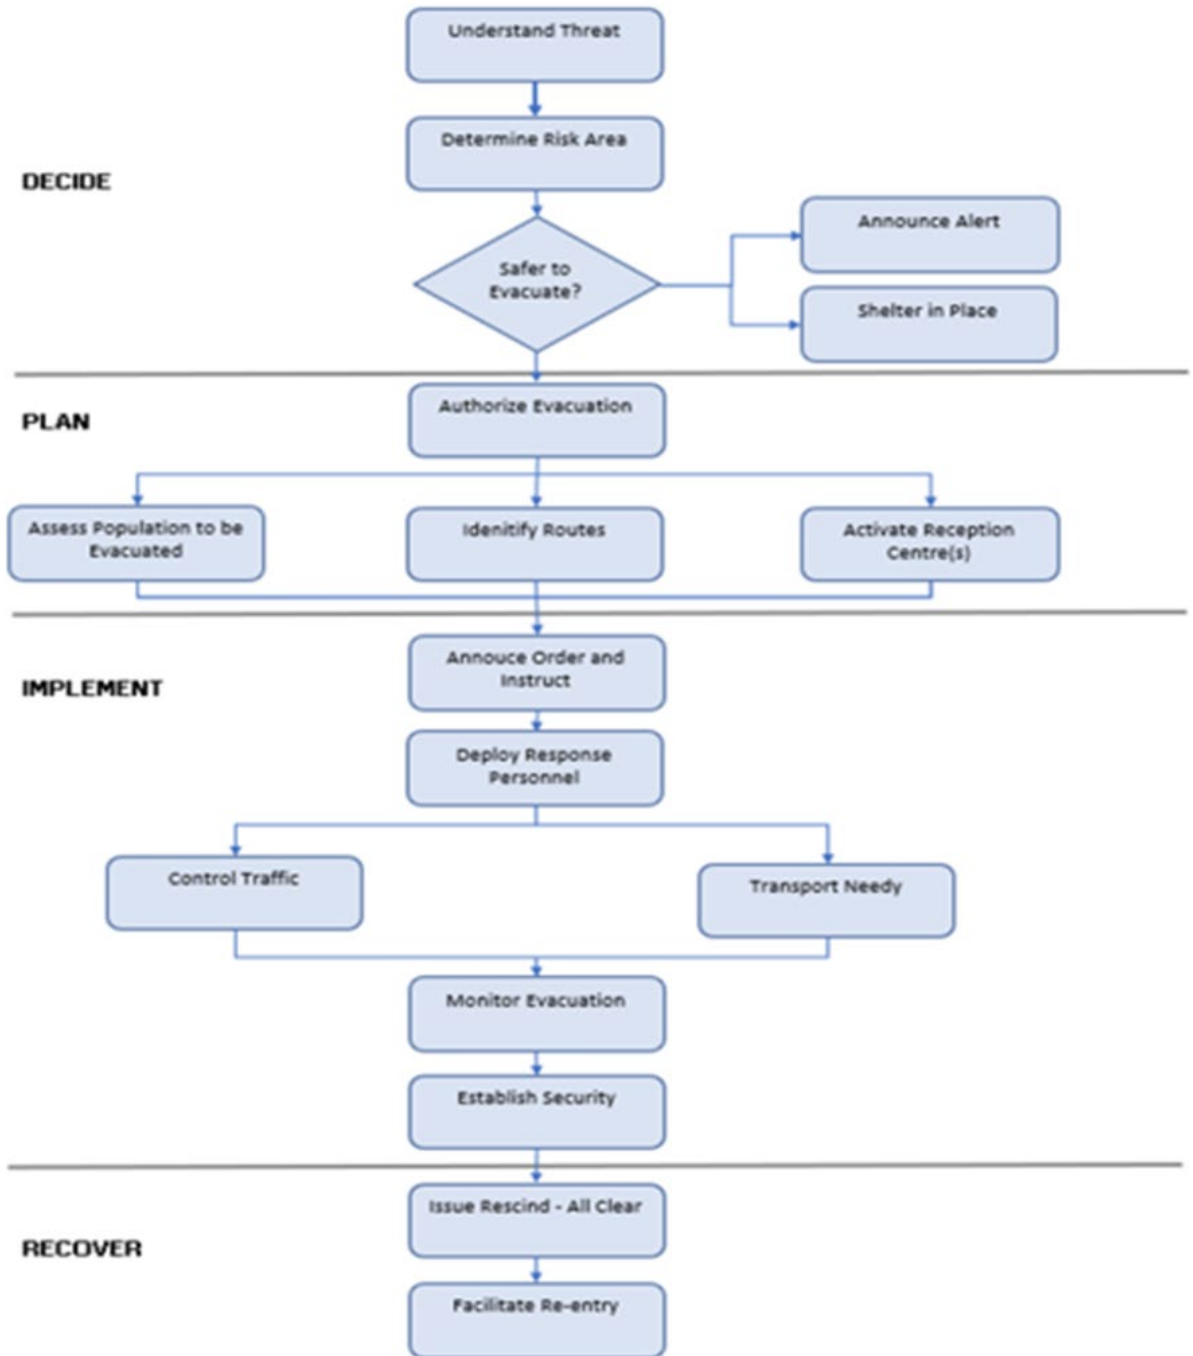 Understand Threat
Determine Risk Area
DECIDE
Announce Alert
Safer to
Evacuate?
Shelter in Place
Authorize Evacuation
PLAN
Assess Population to be
Evacuated
Idenitify Routes
Activate Reception
Centre(s)
Annouce Order and
Instruct
IMPLEMENT
Deploy Response
Personnel
Control Traffic
Transport Needy
Monitor Evacuation
Establish Security
Issue Rescind - All Clear
RECOVER
Facilitate Re-entry